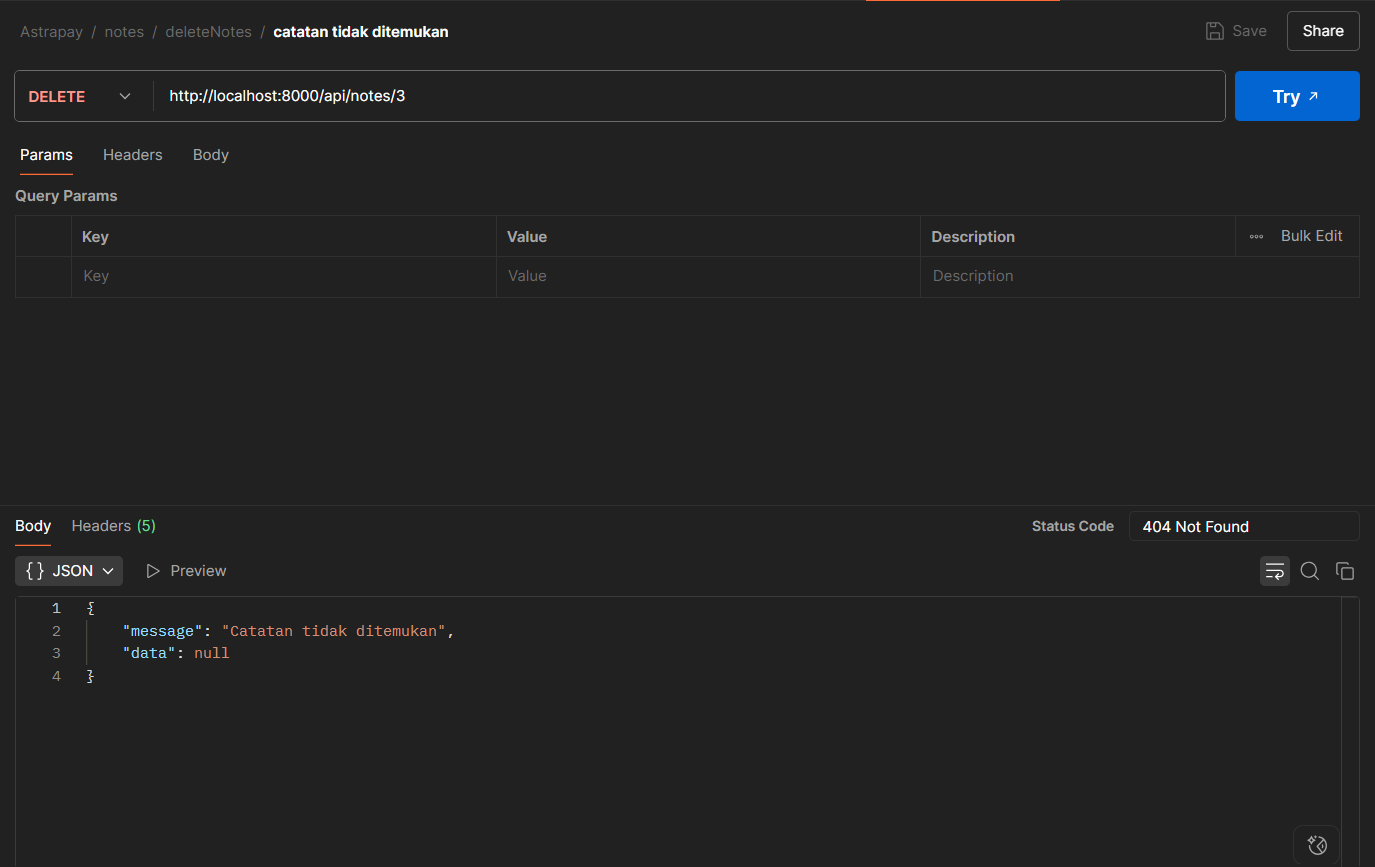 Astrapay / notes / deleteNotes / catatan tidak ditemukan
Save
Share
DELETE
http://localhost:8000/api/notes/3
Try
Params Headers Body
Query Params
Key Value Description Bulk Edit
Key Value Description
Body Headers (5)
Status Code 404 Not Found
{ } JSON Preview
1 {
2 "message": "Catatan tidak ditemukan",
3 "data": null
4 }